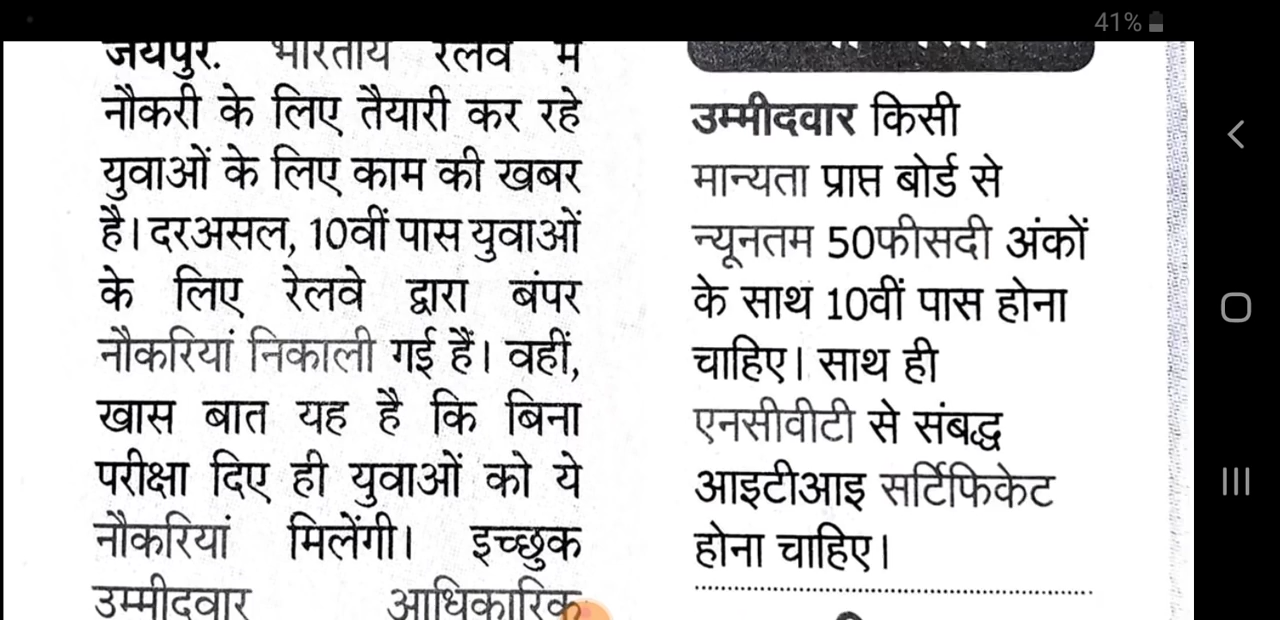 41%
जयपुर. भारतीय रेलवे में
नौकरी के लिए तैयारी कर रहे
युवाओं के लिए काम की खबर
है। दरअसल, 10वीं पास युवाओं
के लिए रेलवे द्वारा बंपर
नौकरियां निकाली गई हैं। वहीं,
खास बात यह है कि बिना
परीक्षा दिए ही युवाओं को ये
नौकरियां मिलेंगी। इच्छुक
उम्मीदवार आधिकारिक
उम्मीदवार किसी
मान्यता प्राप्त बोर्ड से
न्यूनतम 50फीसदी अंकों
के साथ 10वीं पास होना
चाहिए। साथ ही
एनसीवीटी से संबद्ध
आइटीआइ सर्टिफिकेट
होना चाहिए।